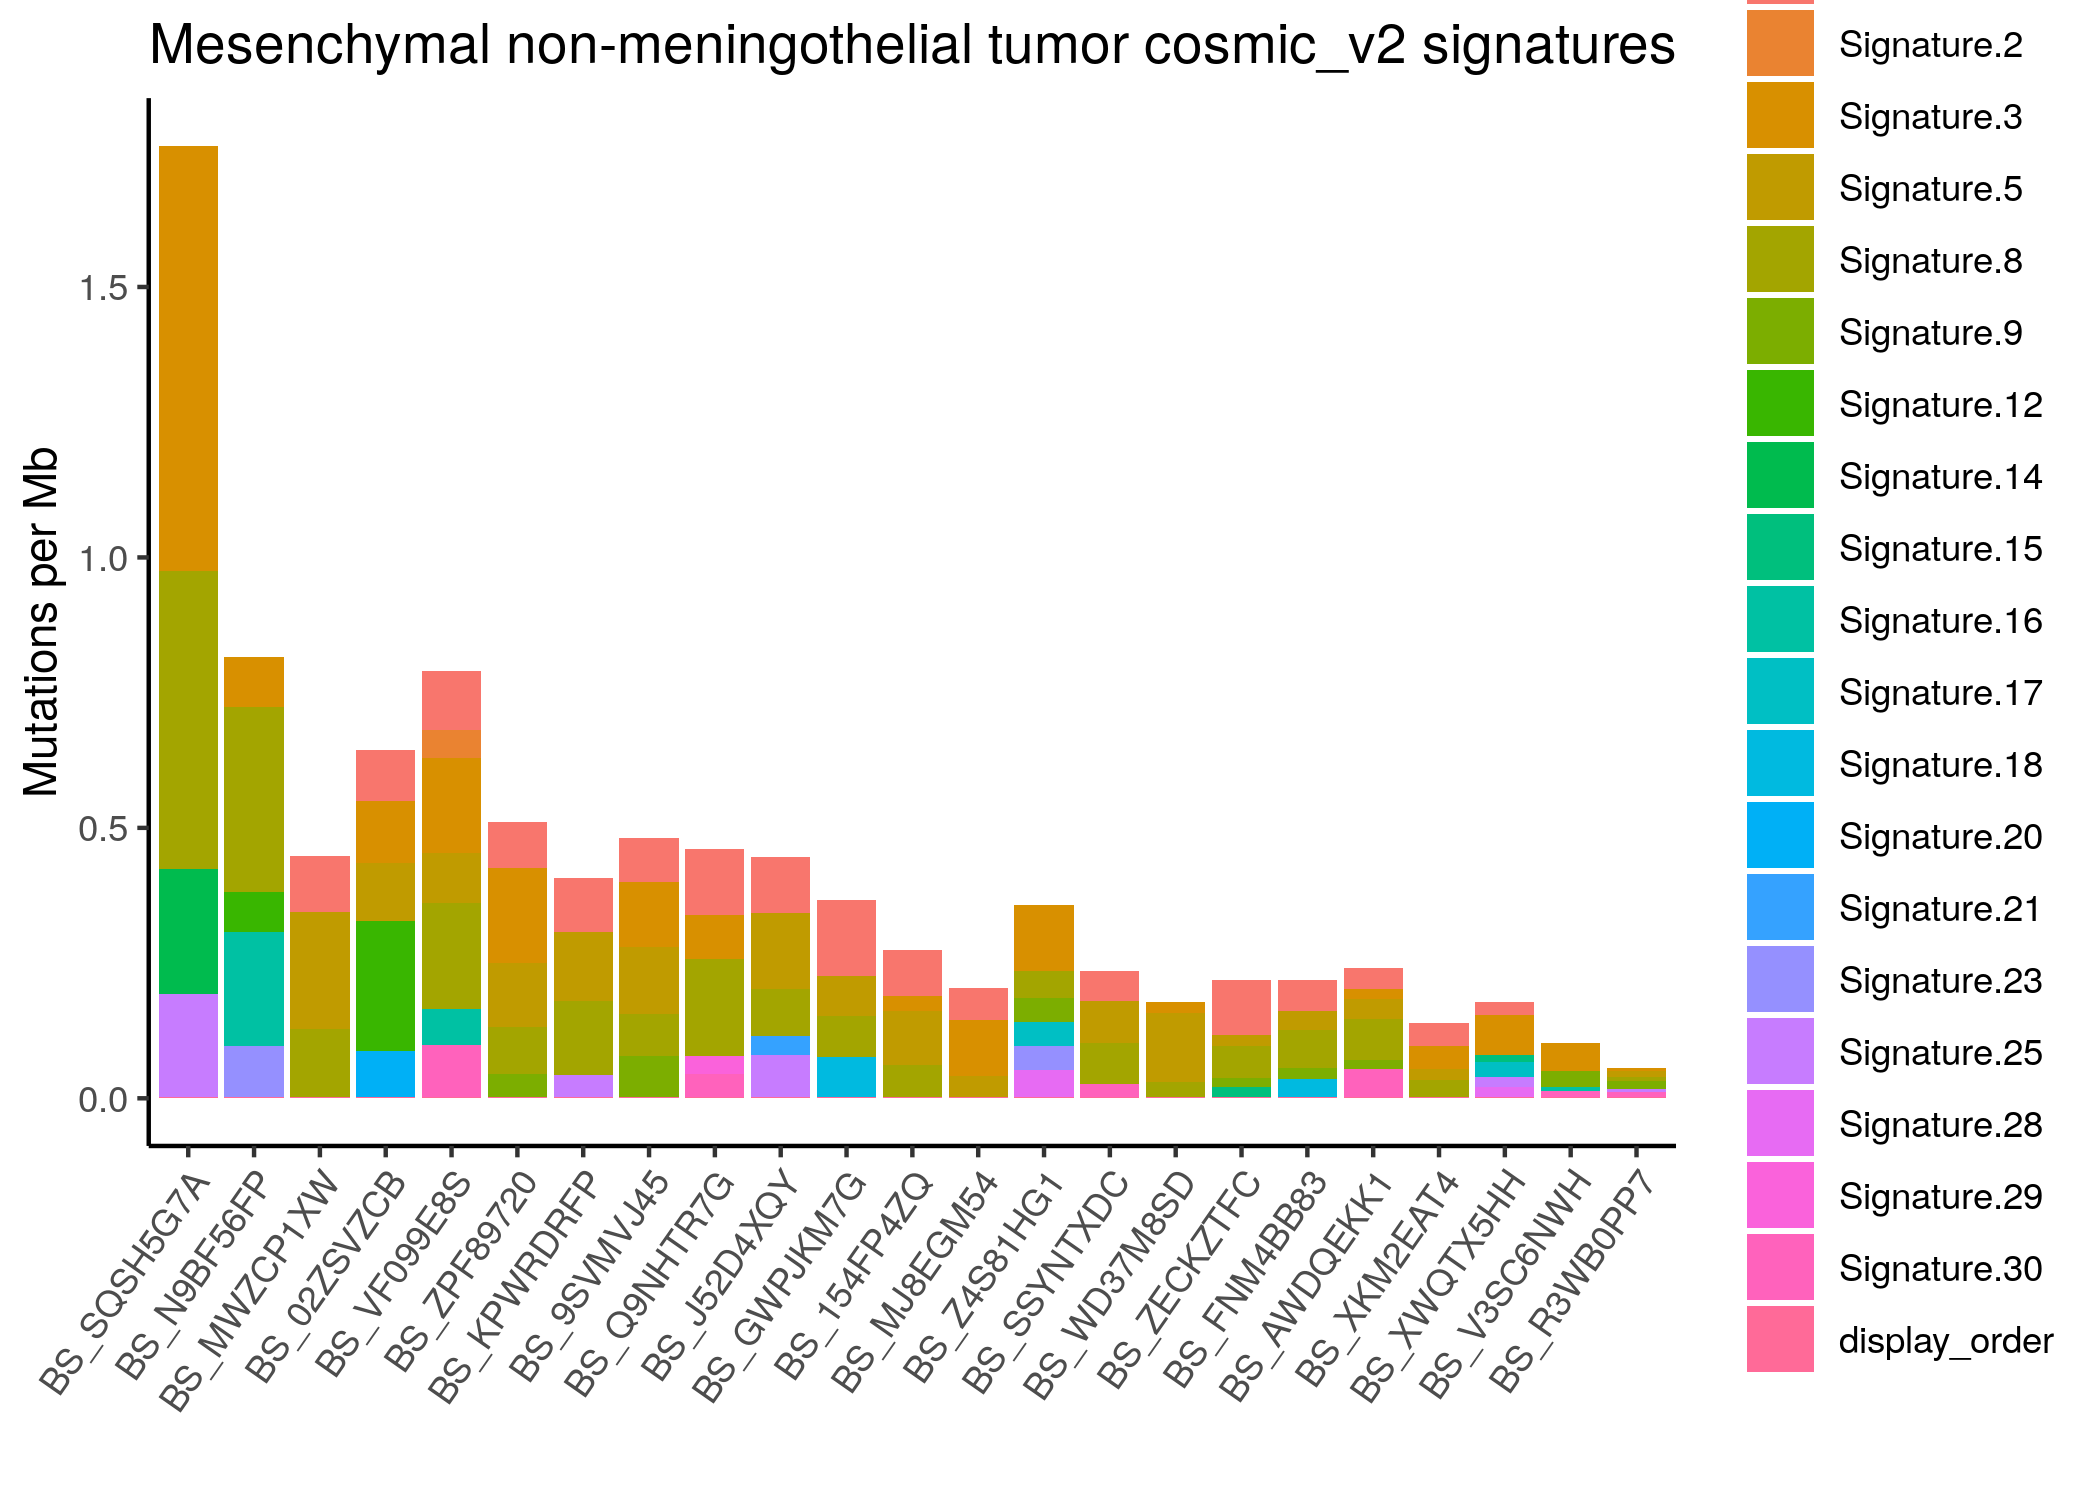 Mesenchymal non-meningothelial tumor cosmic_v2 signatures
Mutations per Mb
1.5
1.0
0.5
0.0
BS_SQSH5G7A
BS_N9BF56FP
BS_MWZCP1XW
BS_02ZSVZCB
BS_VF099E8S
BS_ZPF89720
BS_KPWRDRFP
BS_9SVMVJ45
BS_Q9NHTR7G
BS_J52D4XQY
BS_GWPJKM7G
BS_154FP4ZQ
BS_MJ8EGM54
BS_Z4S81HG1
BS_SSYNTXDC
BS_WD37M8SD
BS_ZECKZTFC
BS_FNM4BB83
BS_AWDQEKK1
BS_XKM2EAT4
BS_XWQTX5HH
BS_V3SC6NWH
BS_R3WB0PP7
Signature.2
Signature.3
Signature.5
Signature.8
Signature.9
Signature.12
Signature.14
Signature.15
Signature.16
Signature.17
Signature.18
Signature.20
Signature.21
Signature.23
Signature.25
Signature.28
Signature.29
Signature.30
display_order